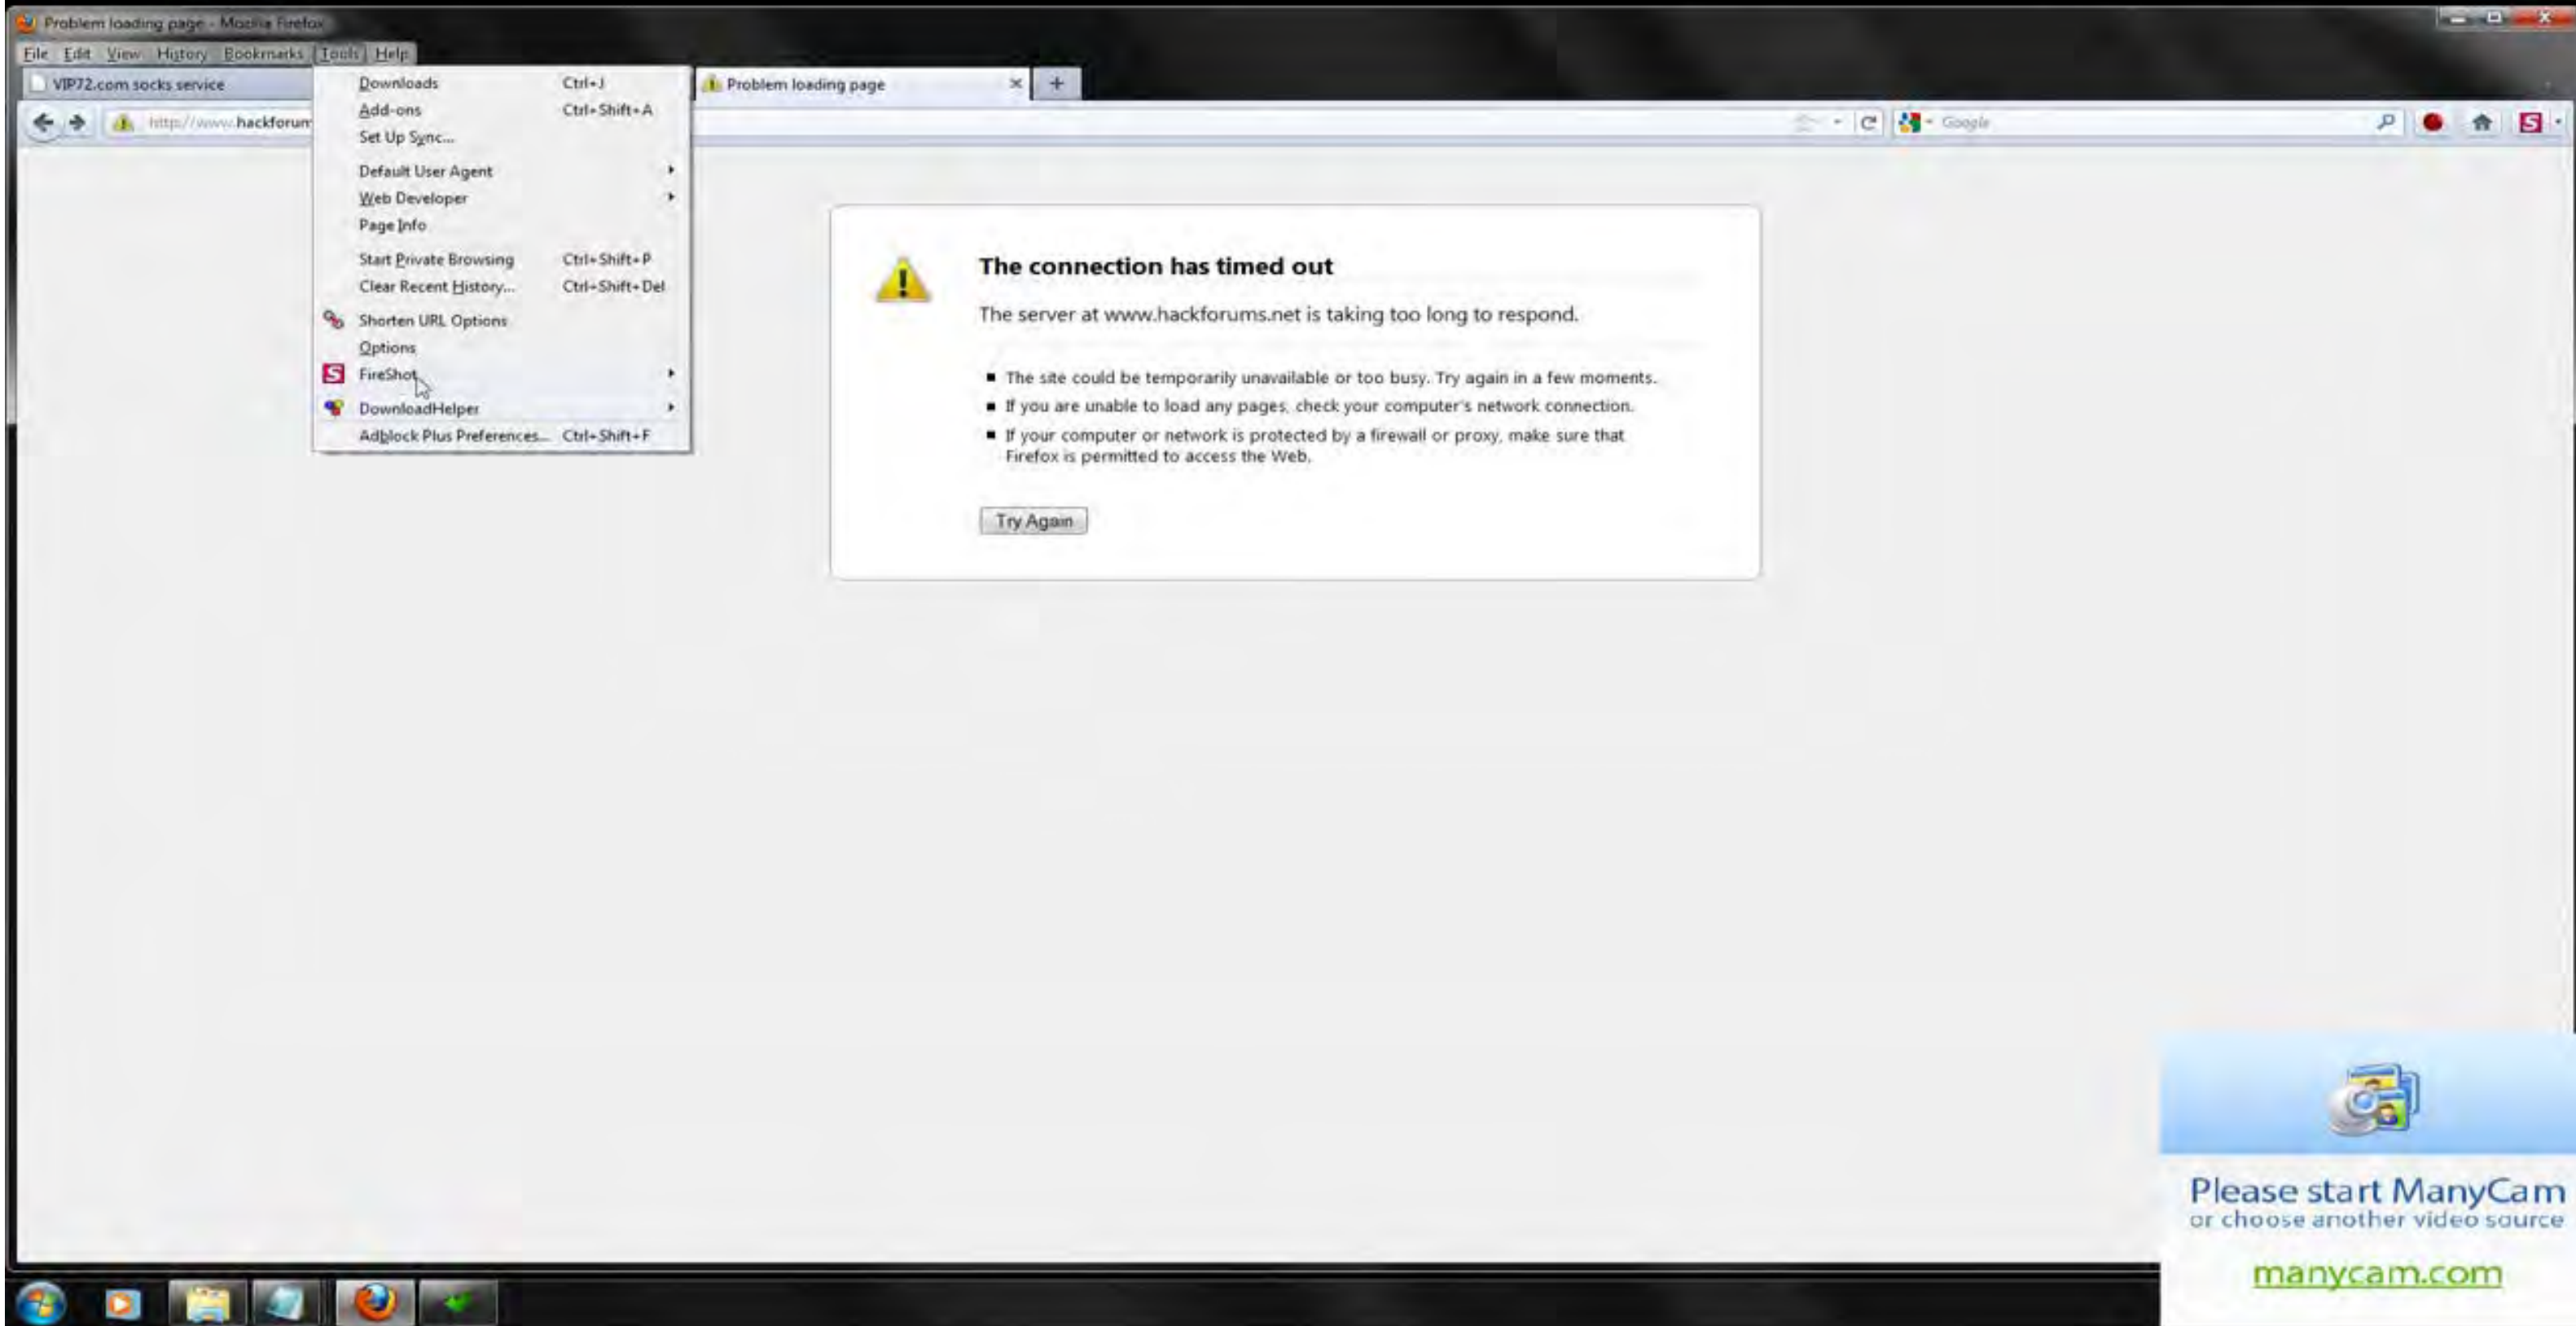 Problem loading page - Mozilla Firefox
File Edit View History Bookmarks Tools Help
VIP72.com socks service
Problem loading page
http://www.hackforum
Google
Downloads Ctrl+J
Add-ons Ctrl+Shift+A
Set Up Sync...
Default User Agent
Web Developer
Page Info
Start Private Browsing Ctrl+Shift+P
Clear Recent History... Ctrl+Shift+Del
Shorten URL Options
Options
FireShot
DownloadHelper
Adblock Plus Preferences... Ctrl+Shift+F
The connection has timed out
The server at www.hackforums.net is taking too long to respond.
The site could be temporarily unavailable or too busy. Try again in a few moments.
If you are unable to load any pages, check your computer's network connection.
If your computer or network is protected by a firewall or proxy, make sure that
Firefox is permitted to access the Web.
Try Again
Please start ManyCam
or choose another video source
manycam.com